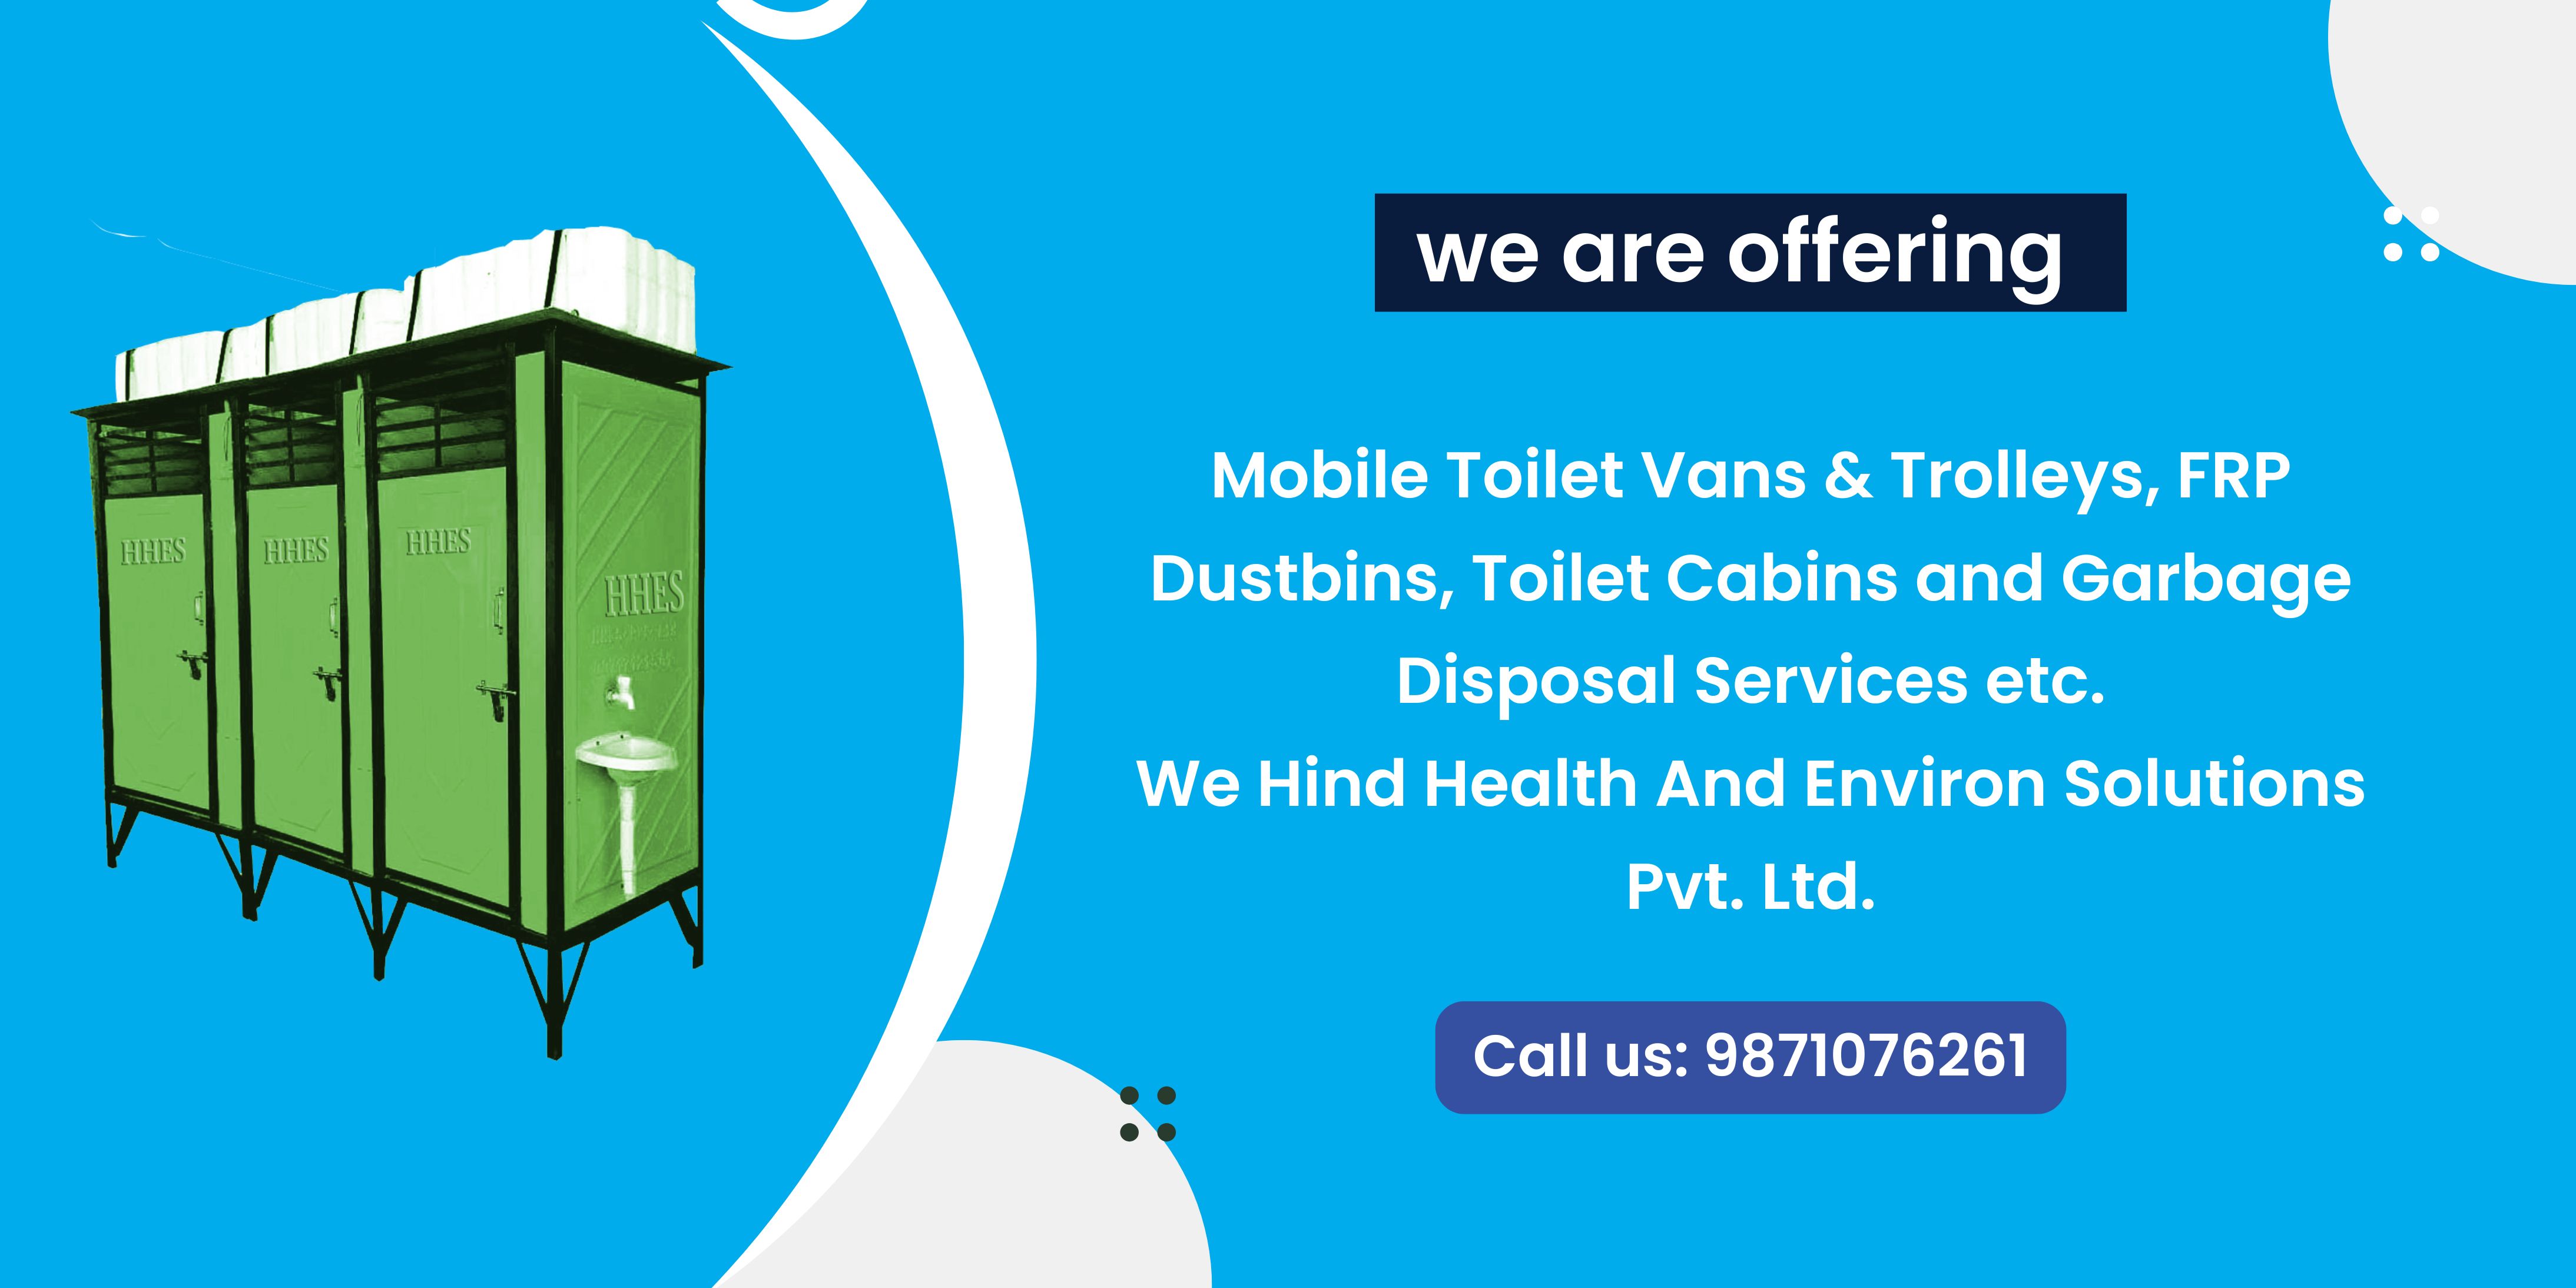 we are offering
Mobile Toilet Vans & Trolleys, FRP
Dustbins, Toilet Cabins and Garbage
Disposal Services etc.
We Hind Health And Environ Solutions
Pvt. Ltd.
Call us: 9871076261
HHES
HHES
HHES
HHES